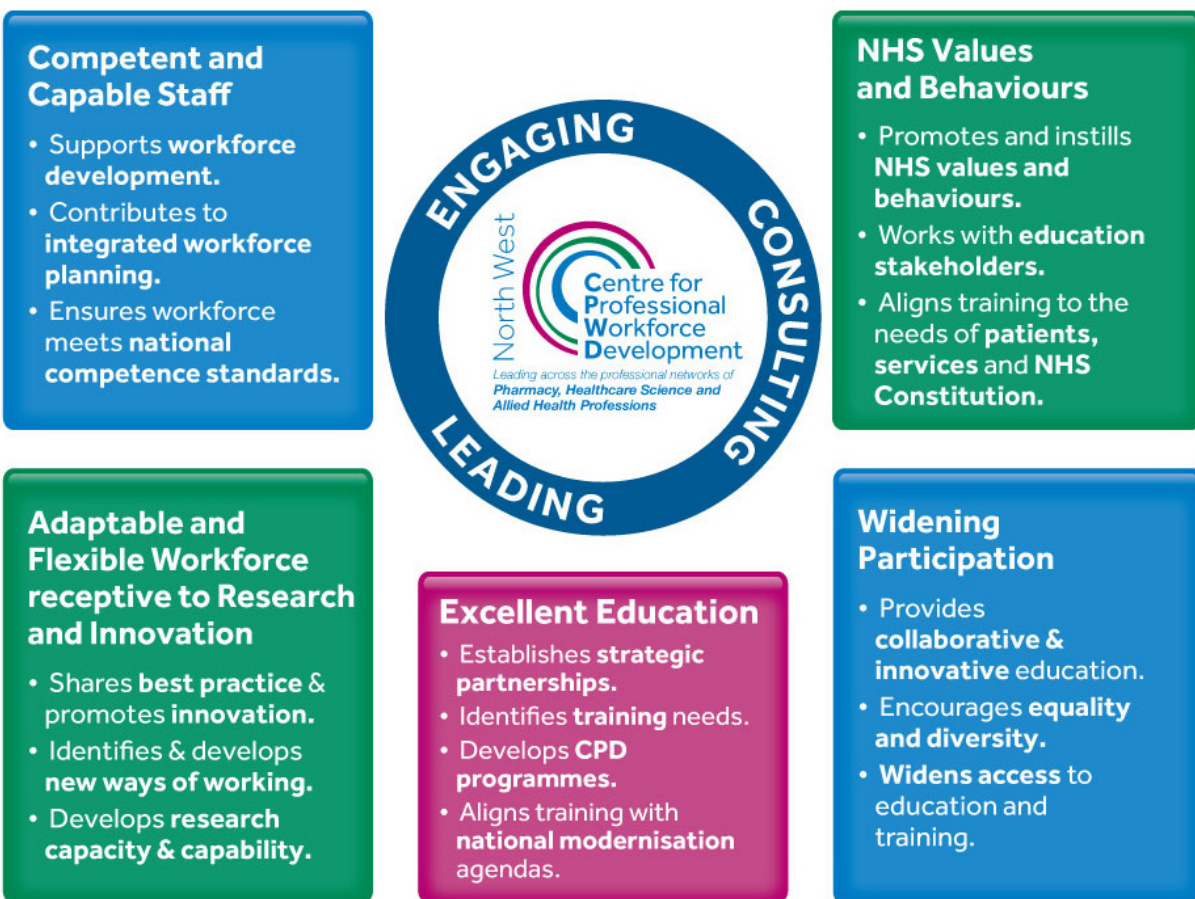 Competent and
Capable Staff
• Supports workforce
development.
• Contributes to
integrated workforce
planning.
• Ensures workforce
meets national
competence standards.
ENGAGING
CONSULTING
LEADING
North West
Centre for
Professional
Workforce
Development
Leading across the professional networks of
Pharmacy, Healthcare Science and
Allied Health Professions
NHS Values
and Behaviours
• Promotes and instills
NHS values and
behaviours.
• Works with education
stakeholders.
• Aligns training to the
needs of patients,
services and NHS
Constitution.
Adaptable and
Flexible Workforce
receptive to Research
and Innovation
• Shares best practice &
promotes innovation.
• Identifies & develops
new ways of working.
• Develops research
capacity & capability.
Excellent Education
• Establishes strategic
partnerships.
• Identifies training needs.
• Develops CPD
programmes.
• Aligns training with
national modernisation
agendas.
Widening
Participation
• Provides
collaborative &
innovative education.
• Encourages equality
and diversity.
• Widens access to
education and
training.